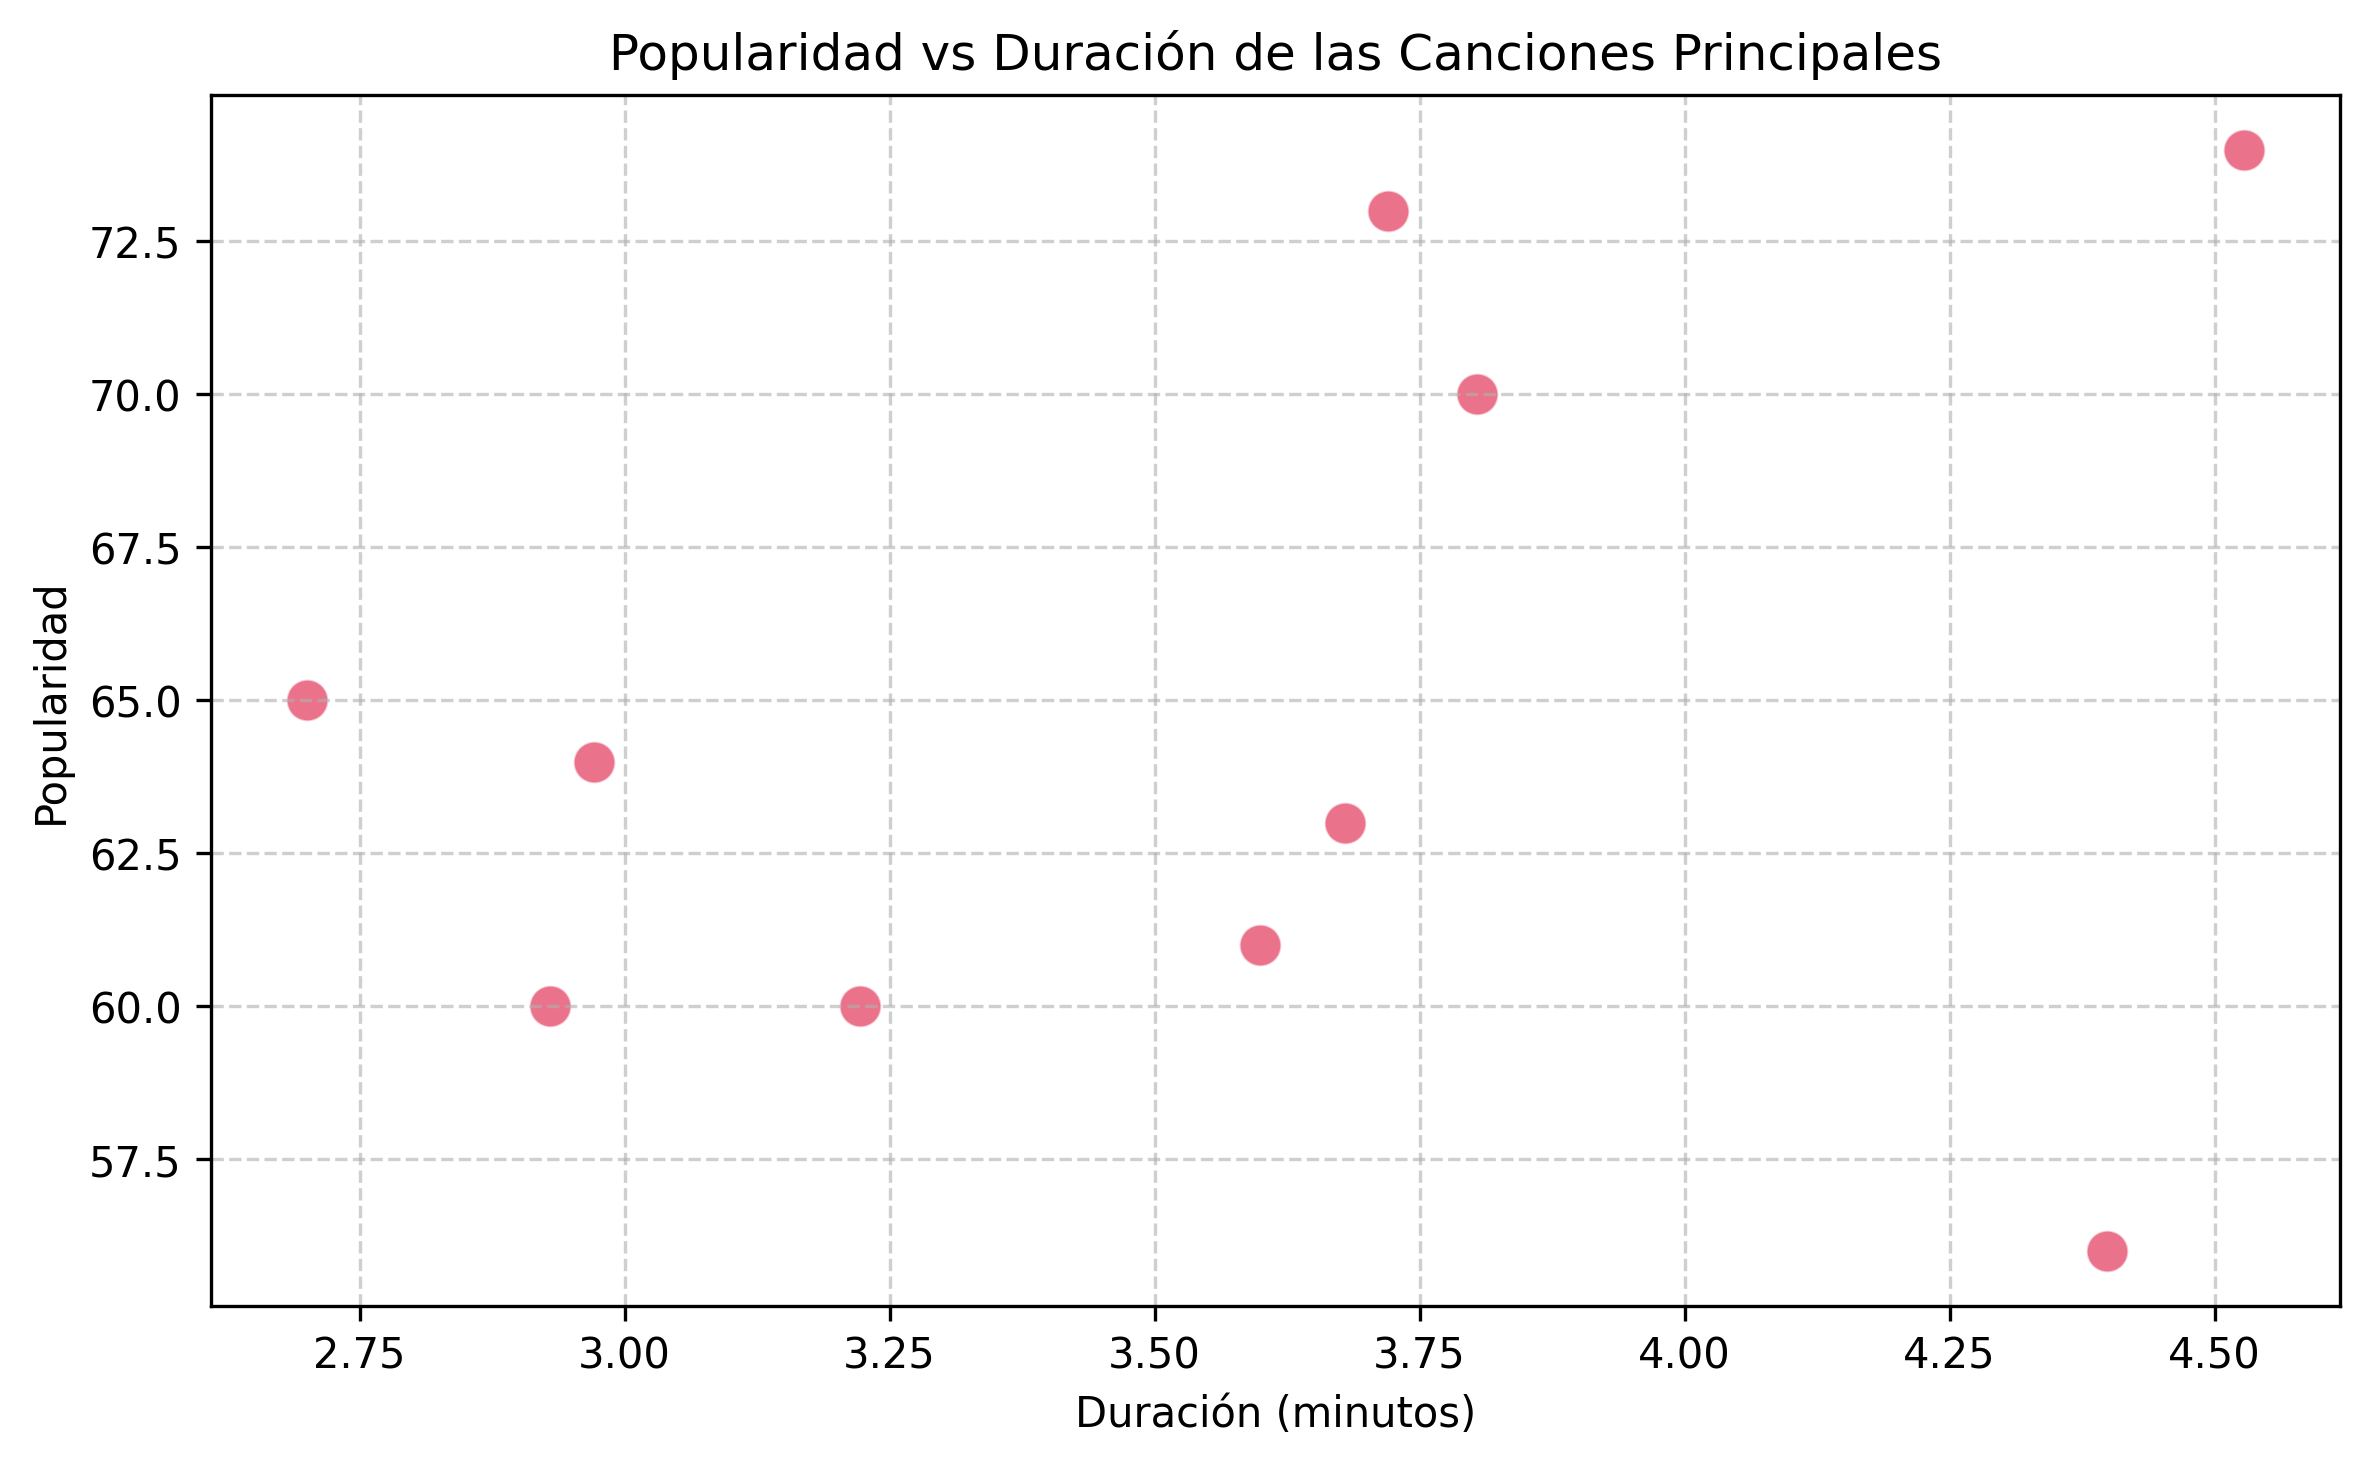 Popularidad vs Duración de las Canciones Principales
72.5
70.0
67.5
65.0
62.5
60.0
57.5
Popularidad
2.75 3.00 3.25 3.50 3.75 4.00 4.25 4.50
Duración (minutos)